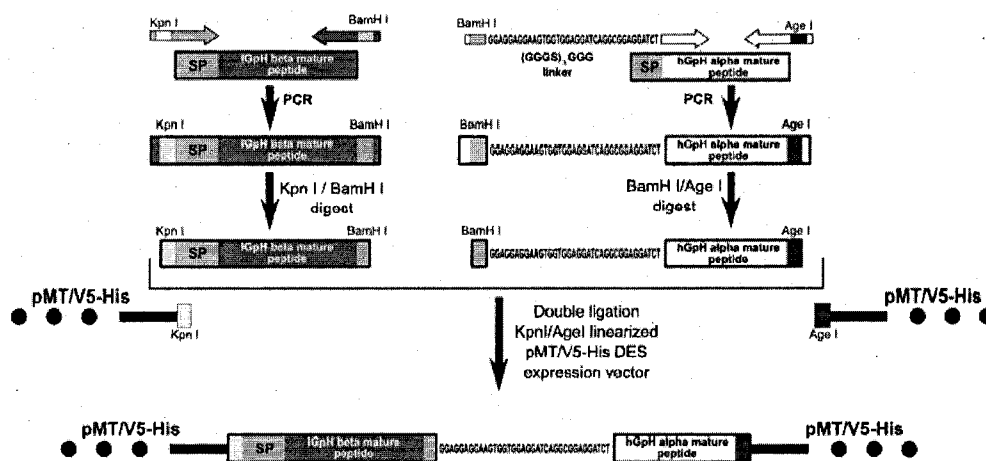 Kpn I
BamH I
BamH I
GGAGGAGGAAGTGGTGGAGGATCAGGCGGAGGATCT
Age I
(GGGS)3GGG
linker
SP
lGpH beta mature
peptide
SP
hGpH alpha mature
peptide
PCR
PCR
Kpn I
BamH I
BamH I
Age I
SP
lGpH beta mature
peptide
GGAGGAGGAAGTGGTGGAGGATCAGGCGGAGGATCT
hGpH alpha mature
peptide
Kpn I / BamH I
digest
BamH I/Age I
digest
Kpn I
BamH I
BamH I
Age I
SP
lGpH beta mature
peptide
GGAGGAGGAAGTGGTGGAGGATCAGGCGGAGGATCT
hGpH alpha mature
peptide
pMT/V5-His
pMT/V5-His
Kpn I
Age I
Double ligation
KpnI/AgeI linearized
pMT/V5-His DES
expression vector
pMT/V5-His
pMT/V5-His
SP
lGpH beta mature
peptide
GGAGGAGGAAGTGGTGGAGGATCAGGCGGAGGATCT
hGpH alpha mature
peptide